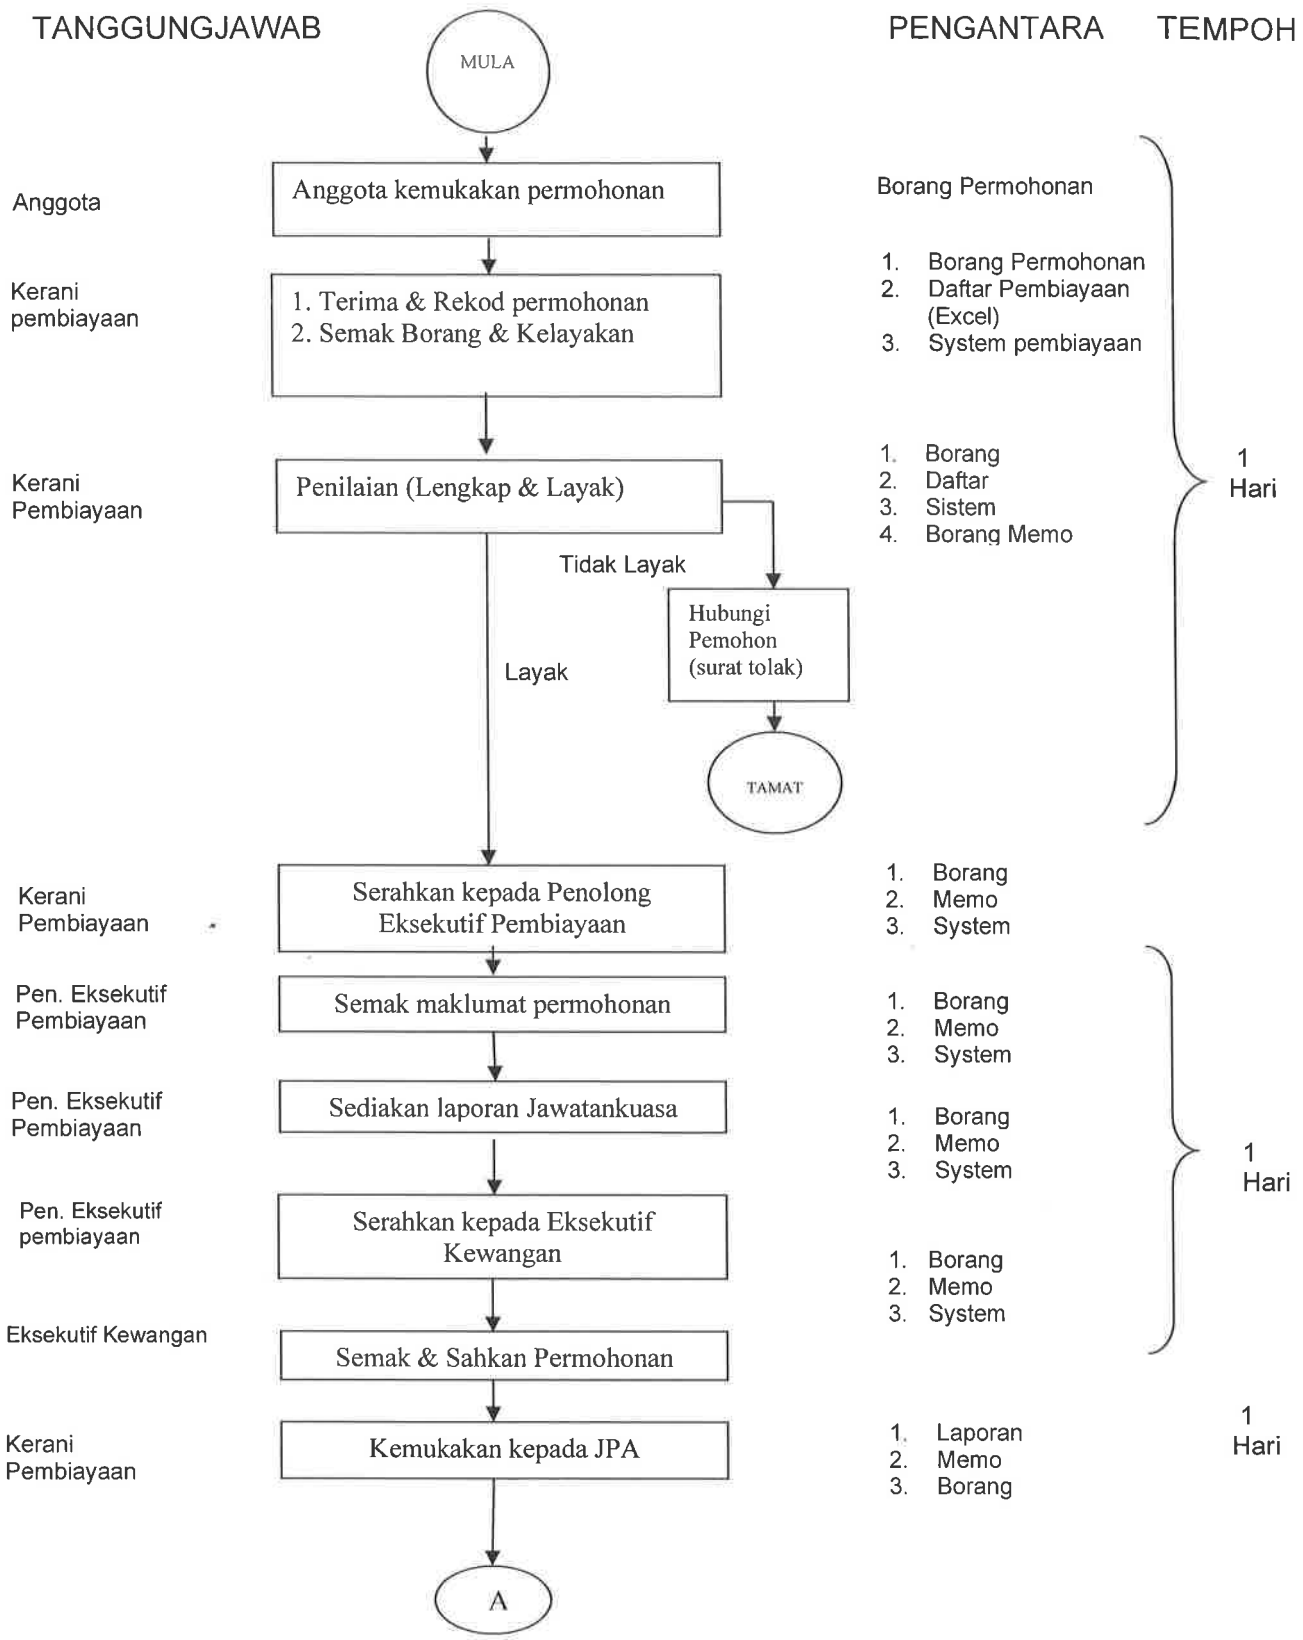 TANGGUNGJAWAB
PENGANTARA
TEMPOH
MULA
Anggota
Anggota kemukakan permohonan
Borang Permohonan
Kerani
pembiayaan
1. Terima & Rekod permohonan
2. Semak Borang & Kelayakan
1. Borang Permohonan
2. Daftar Pembiayaan
(Excel)
3. System pembiayaan
Kerani
Pembiayaan
Penilaian (Lengkap & Layak)
1. Borang
2. Daftar
3. Sistem
4. Borang Memo
1
Hari
Tidak Layak
Hubungi
Pemohon
(surat tolak)
Layak
TAMAT
Kerani
Pembiayaan
Serahkan kepada Penolong
Eksekutif Pembiayaan
1. Borang
2. Memo
3. System
Pen. Eksekutif
Pembiayaan
Semak maklumat permohonan
1. Borang
2. Memo
3. System
Pen. Eksekutif
Pembiayaan
Sediakan laporan Jawatankuasa
1. Borang
2. Memo
3. System
1
Hari
Pen. Eksekutif
pembiayaan
Serahkan kepada Eksekutif
Kewangan
1. Borang
2. Memo
3. System
Eksekutif Kewangan
Semak & Sahkan Permohonan
Kerani
Pembiayaan
Kemukakan kepada JPA
1. Laporan
2. Memo
3. Borang
1
Hari
A